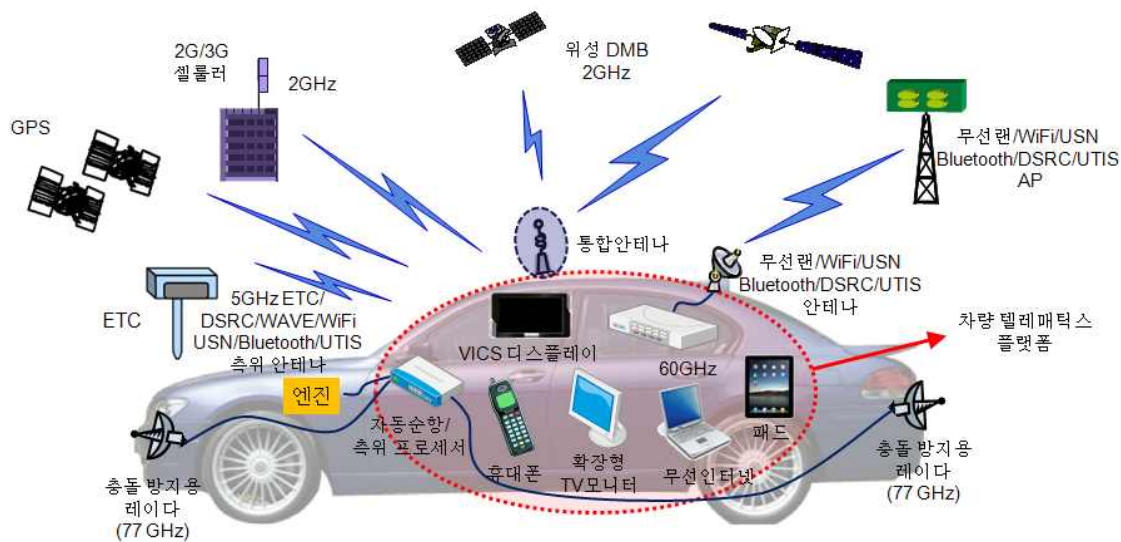 2G/3G
셀룰러
2GHz
위성 DMB
2GHz
GPS
무선랜/WiFi/USN
Bluetooth/DSRC/UTIS
AP
통합안테나
무선랜/WiFi/USN
Bluetooth/DSRC/UTIS
안테나
ETC
5GHz ETC/
DSRC/WAVE/WiFi
USN/Bluetooth/UTIS
측위 안테나
VICS 디스플레이
60GHz
차량 텔레매틱스
플랫폼
엔진
자동순항/
측위 프로세서
휴대폰
확장형
TV모니터
무선인터넷
패드
충돌 방지용
레이다
(77 GHz)
충돌 방지용
레이다
(77 GHz)